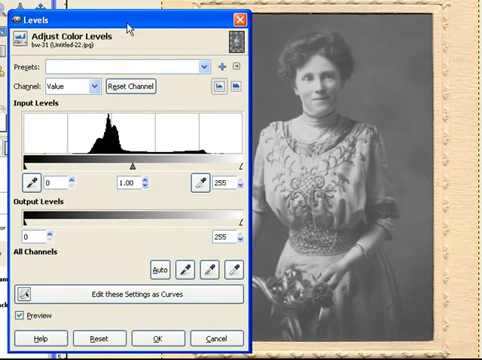 Levels
Adjust Color Levels
bw-31 (Untitled-22.jpg)
Presets:
Channel: Value Reset Channel
Input Levels
0 1.00 255
Output Levels
0 255
All Channels
Auto
Edit these Settings as Curves
Preview
Help Reset OK Cancel